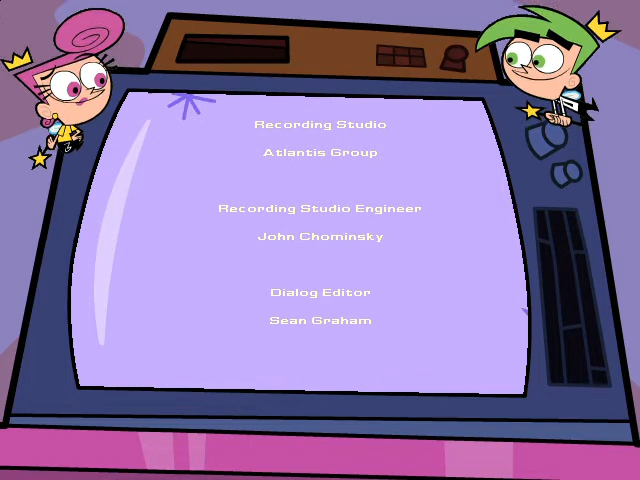 Recording Studio
Atlantis Group
Recording Studio Engineer
John Chominsky
Dialog Editor
Sean Graham